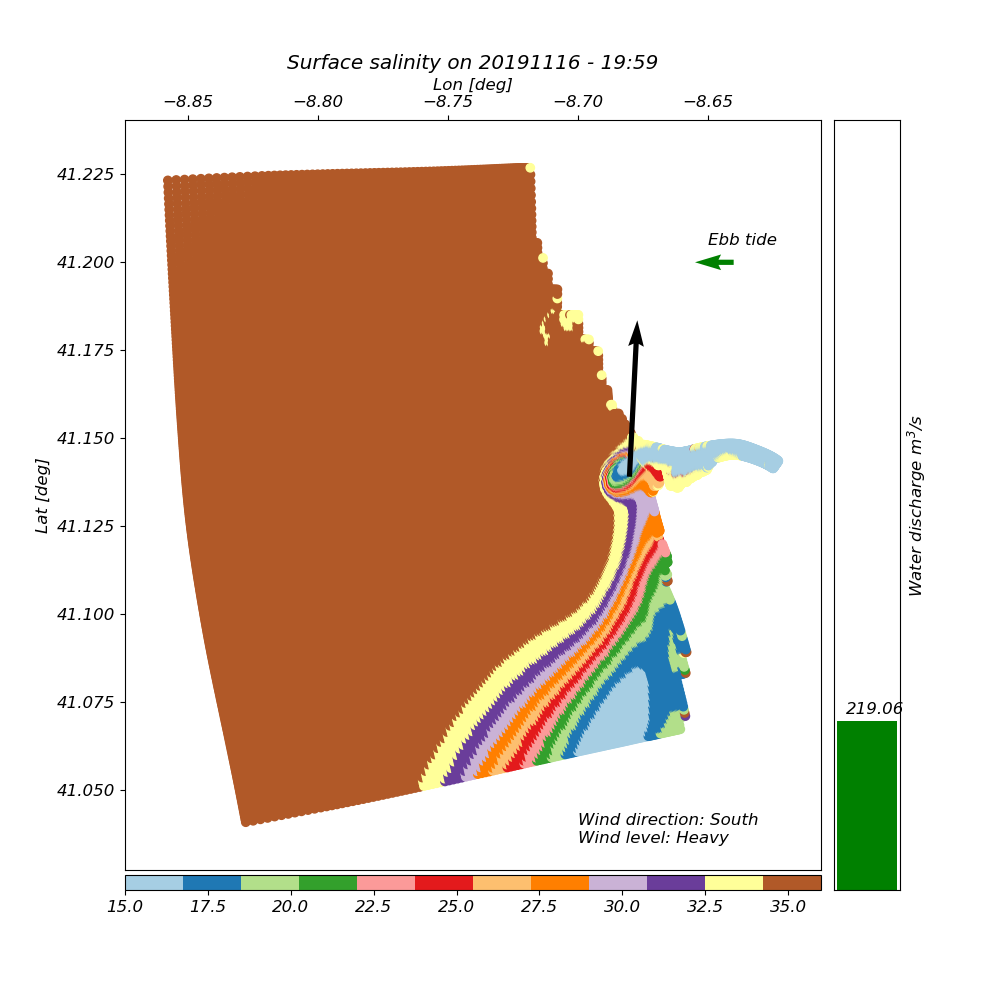 Surface salinity on 20191116 - 19:59
Lon [deg]
−8.85 −8.80 −8.75 −8.70 −8.65
41.225
41.200
41.175
41.150
41.125
41.100
41.075
41.050
Lat [deg]
Ebb tide
Wind direction: South
Wind level: Heavy
15.0 17.5 20.0 22.5 25.0 27.5 30.0 32.5 35.0
219.06
Water discharge m³/s